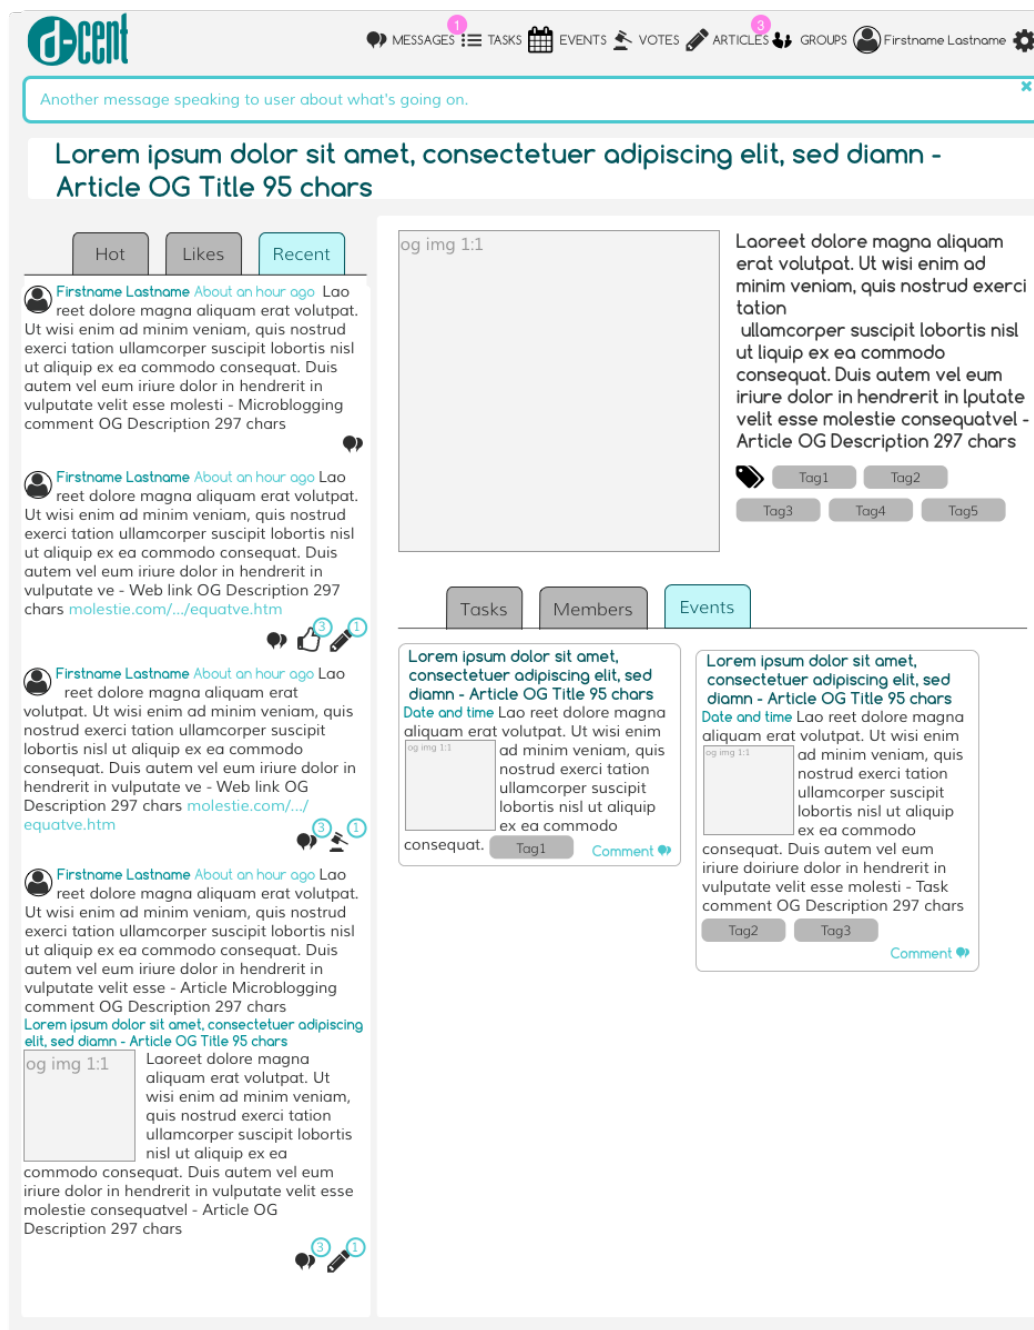 d-cent
MESSAGES 1 TASKS EVENTS VOTES ARTICLES 3 GROUPS Firstname Lastname
Another message speaking to user about what's going on.
Lorem ipsum dolor sit amet, consectetuer adipiscing elit, sed diamn -
Article OG Title 95 chars
Hot Likes Recent
Firstname Lastname About an hour ago Lao
reet dolore magna aliquam erat volutpat.
Ut wisi enim ad minim veniam, quis nostrud
exerci tation ullamcorper suscipit lobortis nisl
ut aliquip ex ea commodo consequat. Duis
autem vel eum iriure dolor in hendrerit in
vulputate velit esse molesti - Microblogging
comment OG Description 297 chars
Firstname Lastname About an hour ago Lao
reet dolore magna aliquam erat volutpat.
Ut wisi enim ad minim veniam, quis nostrud
exerci tation ullamcorper suscipit lobortis nisl
ut aliquip ex ea commodo consequat. Duis
autem vel eum iriure dolor in hendrerit in
vulputate ve - Web link OG Description 297
chars molestie.com/.../equatve.htm
3 1
Firstname Lastname About an hour ago Lao
reet dolore magna aliquam erat
volutpat. Ut wisi enim ad minim veniam, quis
nostrud exerci tation ullamcorper suscipit
lobortis nisl ut aliquip ex ea commodo
consequat. Duis autem vel eum iriure dolor in
hendrerit in vulputate ve - Web link OG
Description 297 chars molestie.com/.../
equatve.htm
3 1
Firstname Lastname About an hour ago Lao
reet dolore magna aliquam erat volutpat.
Ut wisi enim ad minim veniam, quis nostrud
exerci tation ullamcorper suscipit lobortis nisl
ut aliquip ex ea commodo consequat. Duis
autem vel eum iriure dolor in hendrerit in
vulputate velit esse - Article Microblogging
comment OG Description 297 chars
Lorem ipsum dolor sit amet, consectetuer adipiscing
elit, sed diamn - Article OG Title 95 chars
og img 1:1
Laoreet dolore magna
aliquam erat volutpat. Ut
wisi enim ad minim veniam,
quis nostrud exerci tation
ullamcorper suscipit lobortis
nisl ut aliquip ex ea
commodo consequat. Duis autem vel eum
iriure dolor in hendrerit in vulputate velit esse
molestie consequatvel - Article OG
Description 297 chars
3 1
og img 1:1
Laoreet dolore magna aliquam
erat volutpat. Ut wisi enim ad
minim veniam, quis nostrud exerci
tation
ullamcorper suscipit lobortis nisl
ut liquip ex ea commodo
consequat. Duis autem vel eum
iriure dolor in hendrerit in lputate
velit esse molestie consequatvel -
Article OG Description 297 chars
Tag1 Tag2
Tag3 Tag4 Tag5
Tasks Members Events
Lorem ipsum dolor sit amet,
consectetuer adipiscing elit, sed
diamn - Article OG Title 95 chars
Date and time Lao reet dolore magna
aliquam erat volutpat. Ut wisi enim
og img 1:1
ad minim veniam, quis
nostrud exerci tation
ullamcorper suscipit
lobortis nisl ut aliquip
ex ea commodo
consequat. Tag1 Comment
Lorem ipsum dolor sit amet,
consectetuer adipiscing elit, sed
diamn - Article OG Title 95 chars
Date and time Lao reet dolore magna
aliquam erat volutpat. Ut wisi enim
og img 1:1
ad minim veniam, quis
nostrud exerci tation
ullamcorper suscipit
lobortis nisl ut aliquip
ex ea commodo
consequat. Duis autem vel eum
iriure doiriure dolor in hendrerit in
vulputate velit esse molesti - Task
comment OG Description 297 chars
Tag2 Tag3
Comment